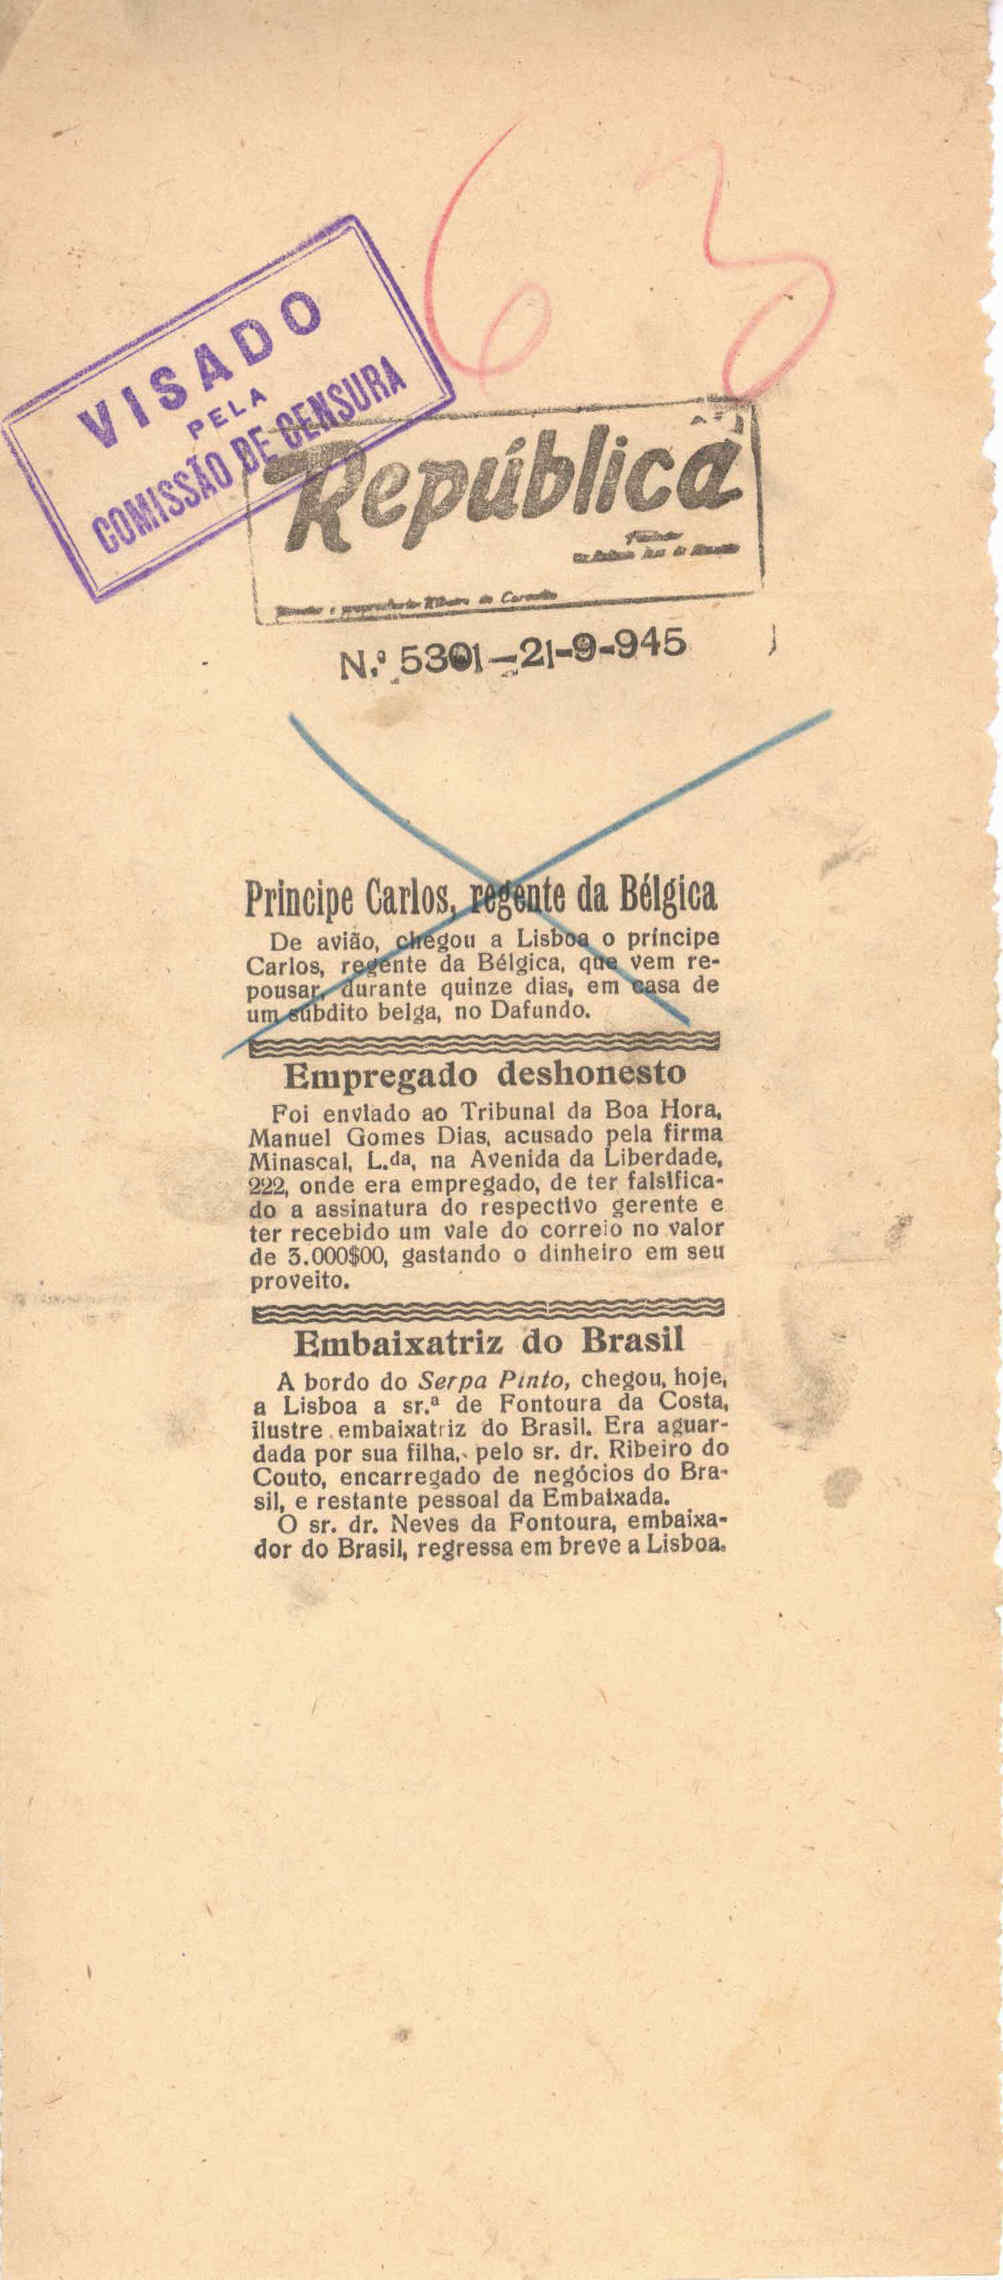 63
VISADO
PELA
COMISSÃO DE CENSURA
República
N.º 5301-21-9-945
Principe Carlos, regente da Bélgica
De avião, chegou a Lisboa o príncipe
Carlos, regente da Bélgica, que vem re-
pousar, durante quinze dias, em casa de
um súbdito belga, no Dafundo.
Empregado deshonesto
Foi enviado ao Tribunal da Boa Hora,
Manuel Gomes Dias, acusado pela firma
Minascal, L.da, na Avenida da Liberdade,
222, onde era empregado, de ter falsifica-
do a assinatura do respectivo gerente e
ter recebido um vale do correio no valor
de 3.000$00, gastando o dinheiro em seu
proveito.
Embaixatriz do Brasil
A bordo do Serpa Pinto, chegou, hoje,
a Lisboa a sr.ª de Fontoura da Costa,
ilustre embaixatriz do Brasil. Era aguar-
dada por sua filha, pelo sr. dr. Ribeiro do
Couto, encarregado de negócios do Bra-
sil, e restante pessoal da Embaixada.
O sr. dr. Neves da Fontoura, embaixa-
dor do Brasil, regressa em breve a Lisboa.